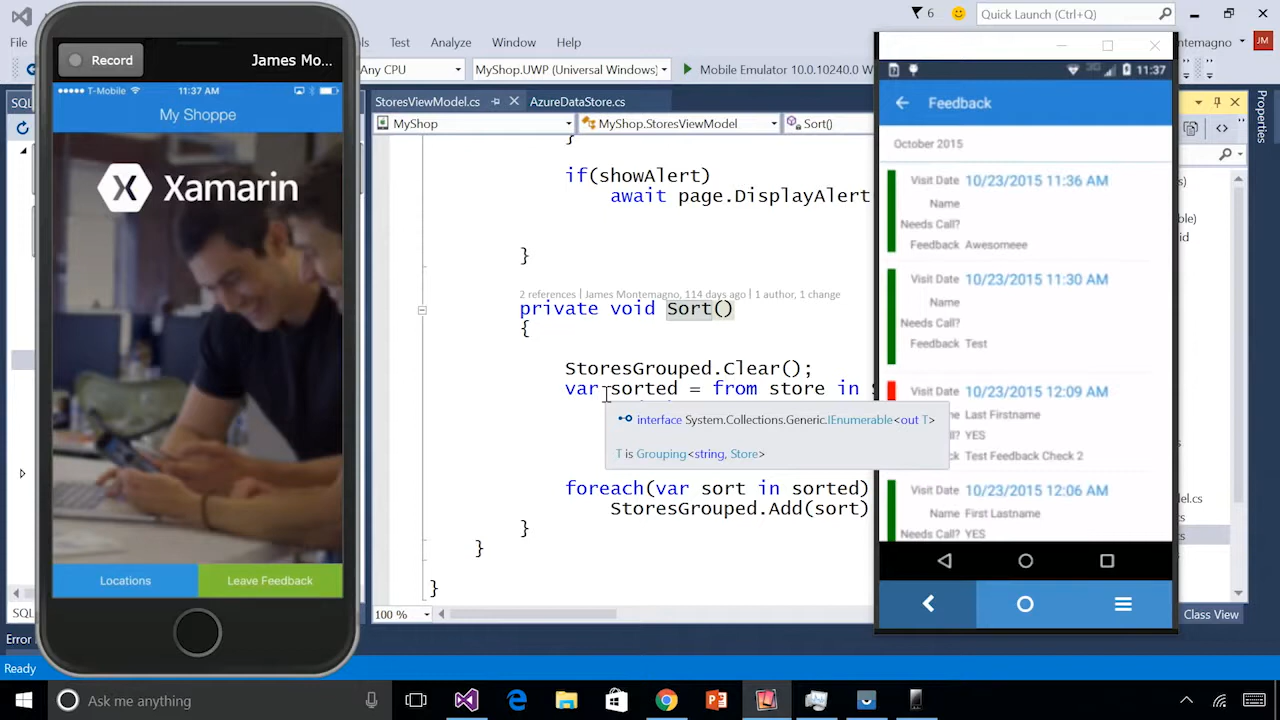 6
Quick Launch (Ctrl+Q)
File
Test
Analyze
Window
Help
ntemagno
JM
Any CPU
MyShop.UWP (Universal Windows)
Mobile Emulator 10.0.10240.0 W
SQL
StoresViewModel.cs
AzureDataStore.cs
MyShop
MyShop.StoresViewModel
Sort()
}
if(showAlert)
await page.DisplayAlert
}
2 references | James Montemagno, 114 days ago | 1 author, 1 change
private void Sort()
{
StoresGrouped.Clear();
var sorted = from store in s
interface System.Collections.Generic.IEnumerable<out T>
T is Grouping<string, Store>
foreach(var sort in sorted)
StoresGrouped.Add(sort)
}
}
}
100 %
Record
James Mo...
T-Mobile
11:37 AM
My Shoppe
Xamarin
Locations
Leave Feedback
3G
11:37
Feedback
October 2015
Visit Date 10/23/2015 11:36 AM
Name
Needs Call?
Feedback Awesomeee
Visit Date 10/23/2015 11:30 AM
Name
Needs Call?
Feedback Test
Visit Date 10/23/2015 12:09 AM
Name Last Firstname
l? YES
k Test Feedback Check 2
Visit Date 10/23/2015 12:06 AM
Name First Lastname
Needs Call? YES
Properties
Class View
SQL
Error
Ready
Ask me anything